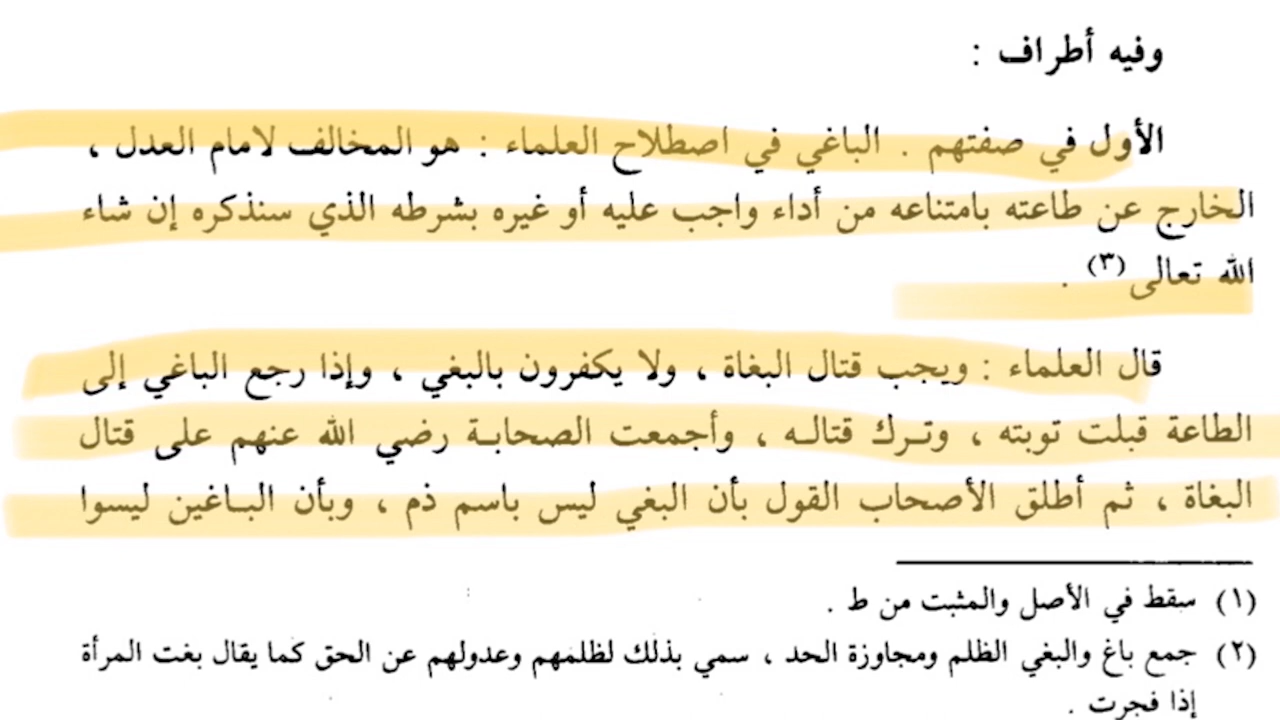 وفيه أطراف :
الأول في صفتهم . الباغي في اصطلاح العلماء : هو المخالف لامام العدل ،
الخارج عن طاعته بامتناعه من أداء واجب عليه أو غيره بشرطه الذي سنذكره إن شاء
الله تعالى (٣) .
قال العلماء : ويجب قتال البغاة ، ولا يكفرون بالبغي ، وإذا رجع الباغي إلى
الطاعة قبلت توبته ، وترك قتاله ، وأجمعت الصحابة رضي الله عنهم على قتال
البغاة ، ثم أطلق الأصحاب القول بأن البغي ليس باسم ذم ، وبأن الباغين ليسوا
(١) سقط في الأصل والمثبت من ط .
(٢) جمع باغ والبغي الظلم ومجاوزة الحد ، سمي بذلك لظلمهم وعدولهم عن الحق كما يقال بغت المرأة
إذا فجرت .